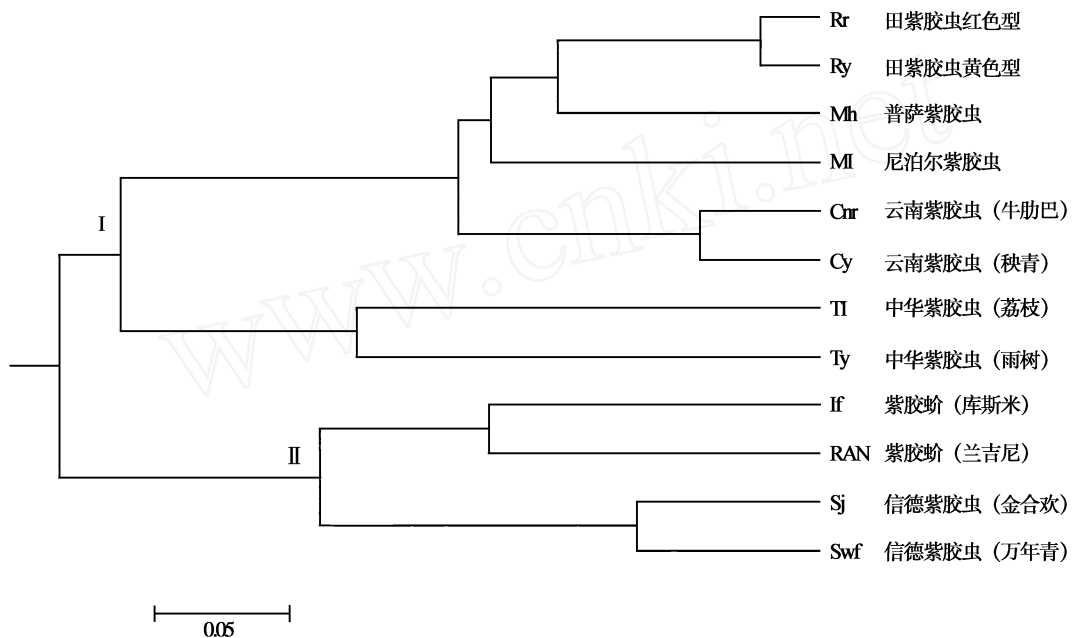 Rr 田紫胶虫红色型
Ry 田紫胶虫黄色型
Mh 普萨紫胶虫
Ml 尼泊尔紫胶虫
I
Cnr 云南紫胶虫（牛肋巴）
Cy 云南紫胶虫（秧青）
Tl 中华紫胶虫（荔枝）
Ty 中华紫胶虫（雨树）
If 紫胶蚧（库斯米）
II
RAN 紫胶蚧（兰吉尼）
Sj 信德紫胶虫（金合欢）
Swf 信德紫胶虫（万年青）
0.05
www.cnki.net